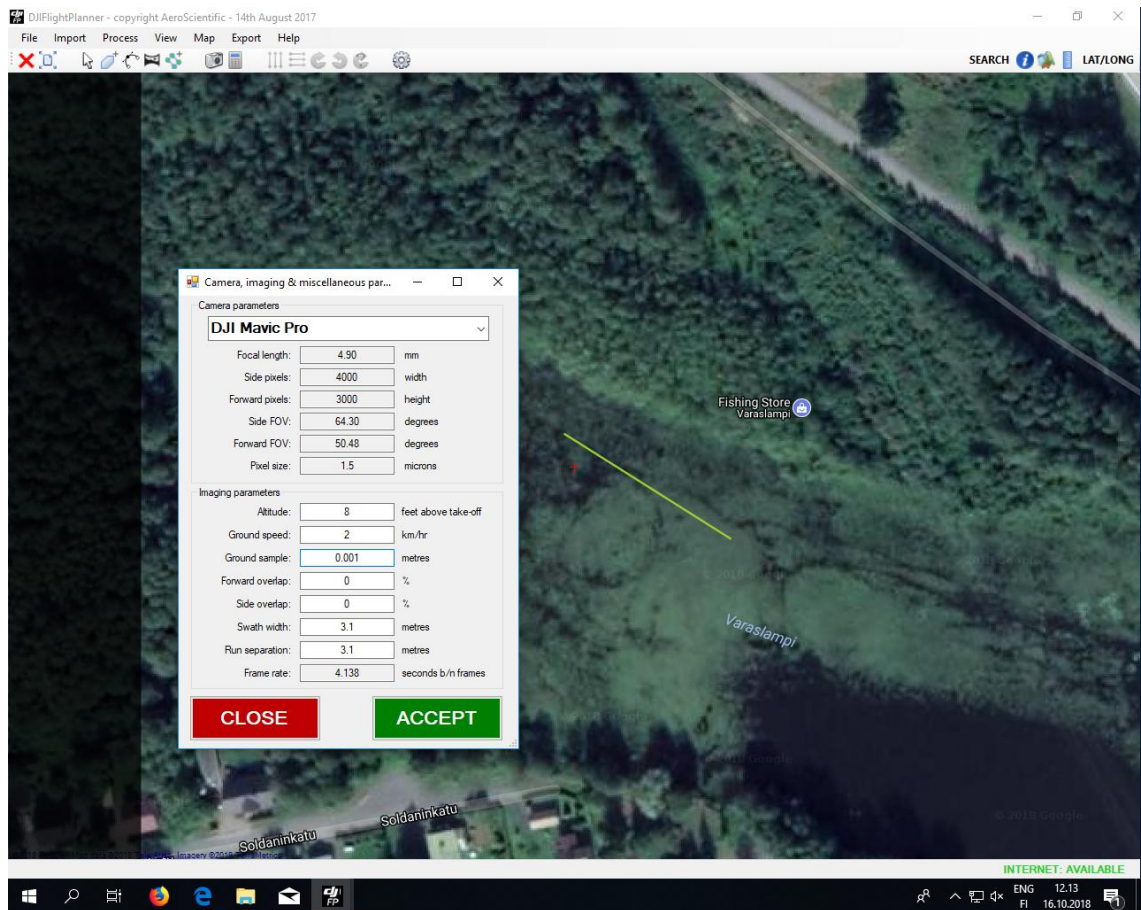 DJIFlightPlanner - copyright AeroScientific - 14th August 2017
File Import Process View Map Export Help
SEARCH LAT/LONG
Camera, imaging & miscellaneous par...
Camera parameters
DJI Mavic Pro
Focal length: 4.90 mm
Side pixels: 4000 width
Forward pixels: 3000 height
Side FOV: 64.30 degrees
Forward FOV: 50.48 degrees
Pixel size: 1.5 microns
Imaging parameters
Altitude: 8 feet above take-off
Ground speed: 2 km/hr
Ground sample: 0.001 metres
Forward overlap: 0 %
Side overlap: 0 %
Swath width: 3.1 metres
Run separation: 3.1 metres
Frame rate: 4.138 seconds b/n frames
CLOSE ACCEPT
Fishing Store
Varaslampi
Varaslampi
Soldaninkatu
Soldaninkatu
© 2018 Google
INTERNET: AVAILABLE
DJI
FP
ENG 12.13
FI 16.10.2018
1